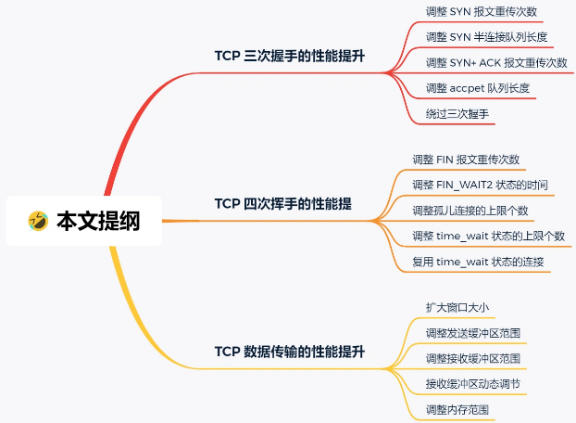 本文提纲
TCP 三次握手的性能提升
调整 SYN 报文重传次数
调整 SYN 半连接队列长度
调整 SYN+ ACK 报文重传次数
调整 accpet 队列长度
绕过三次握手
TCP 四次挥手的性能提
调整 FIN 报文重传次数
调整 FIN_WAIT2 状态的时间
调整孤儿连接的上限个数
调整 time_wait 状态的上限个数
复用 time_wait 状态的连接
TCP 数据传输的性能提升
扩大窗口大小
调整发送缓冲区范围
调整接收缓冲区范围
接收缓冲区动态调节
调整内存范围